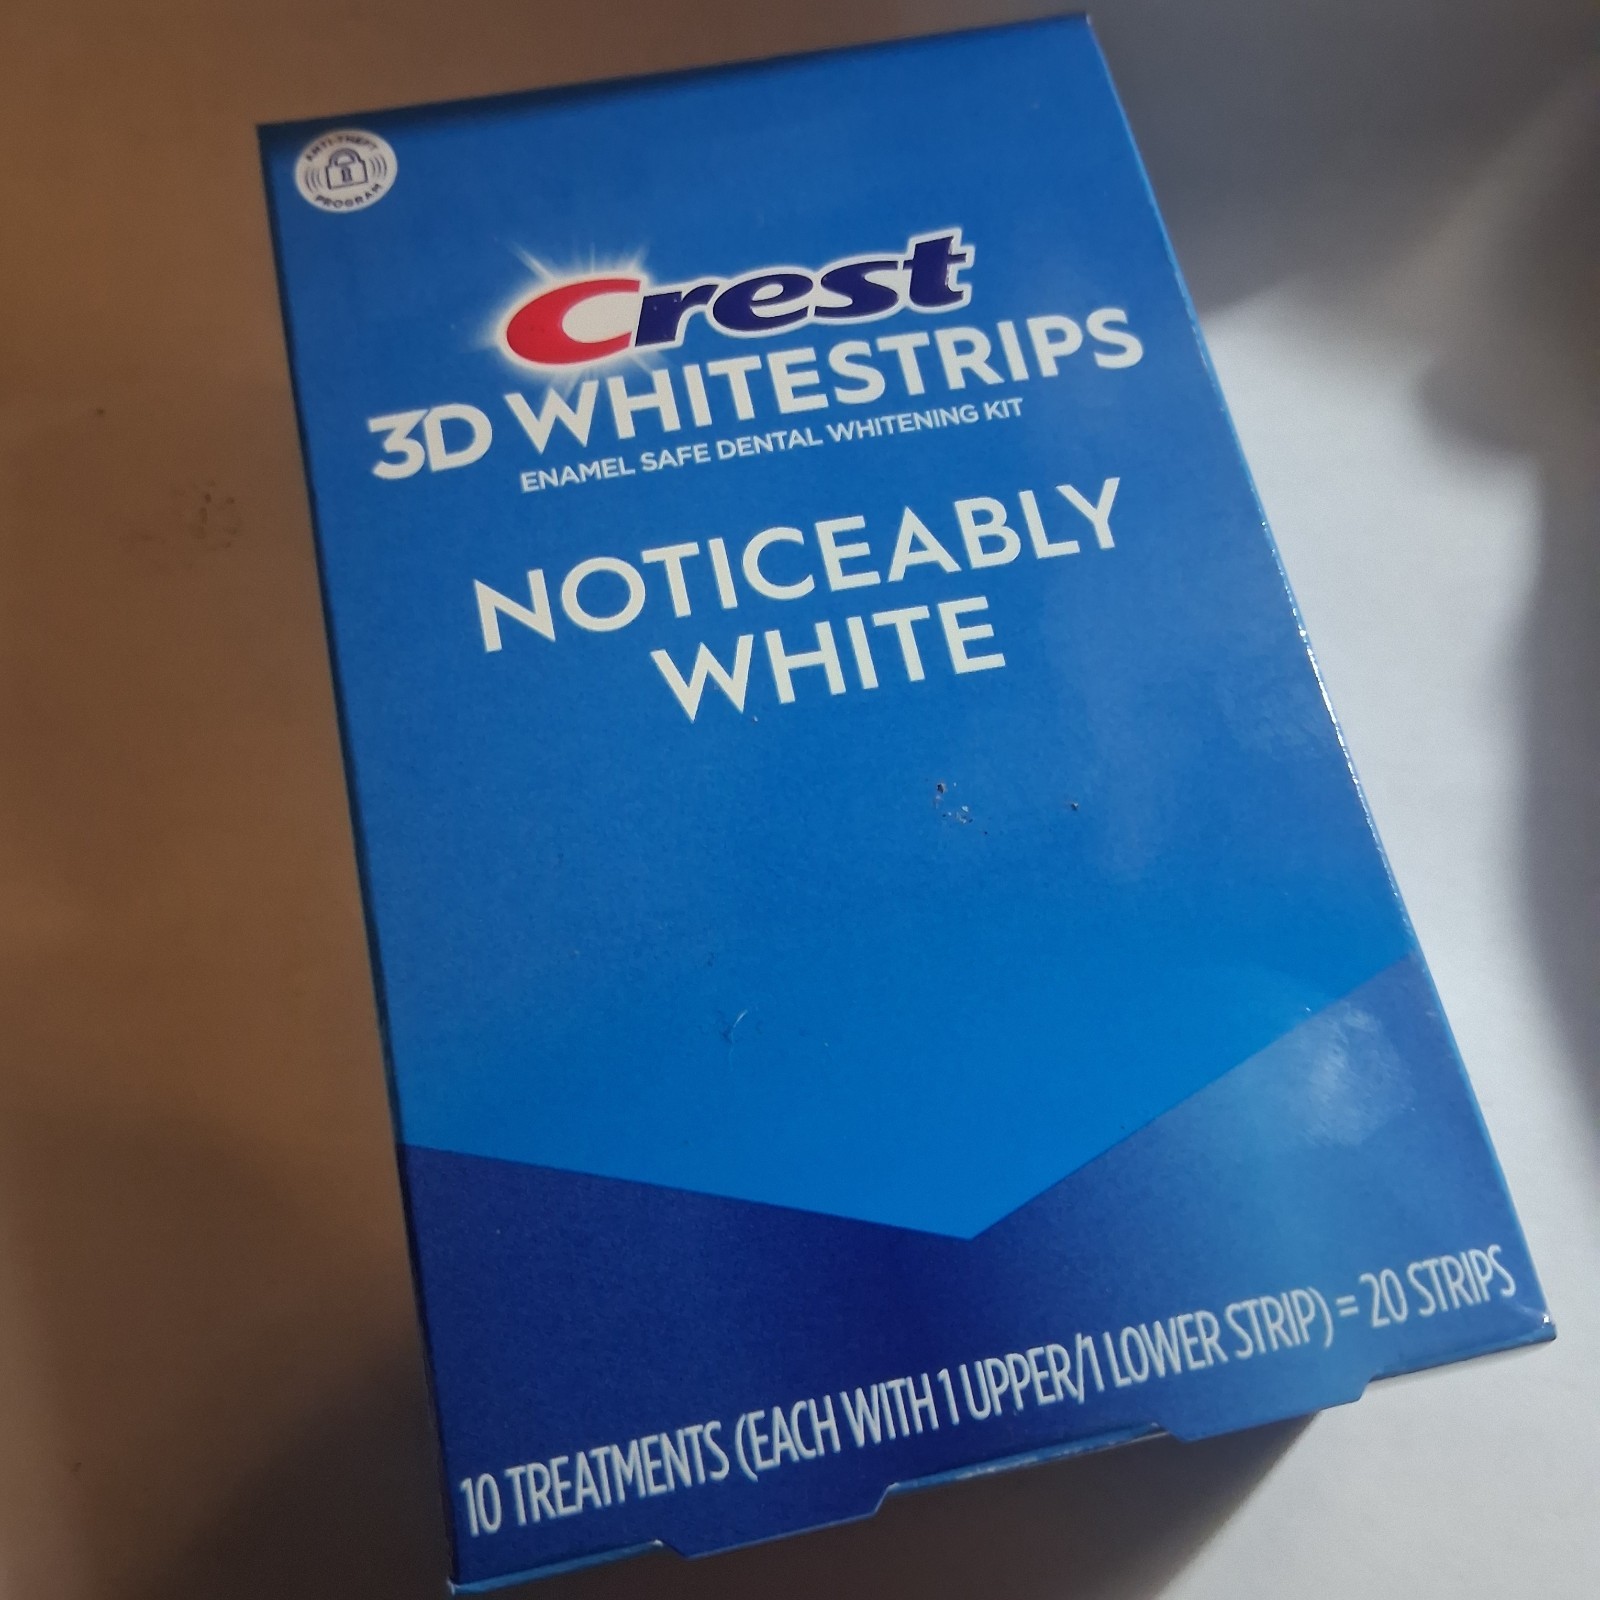 ANTI-THEFT
PROGRAM
Crest
3D WHITESTRIPS
ENAMEL SAFE DENTAL WHITENING KIT
NOTICEABLY
WHITE
10 TREATMENTS (EACH WITH 1 UPPER/1 LOWER STRIP) = 20 STRIPS